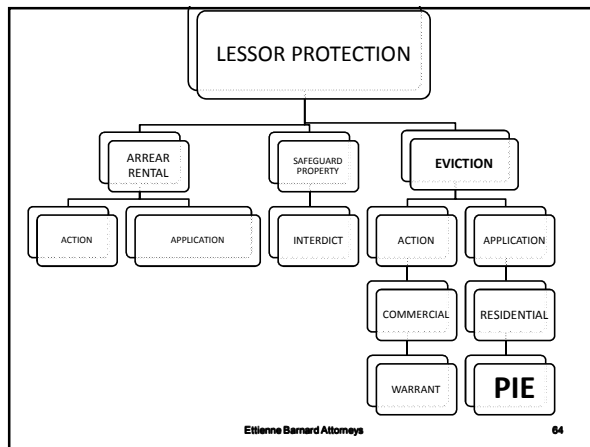 LESSOR PROTECTION
ARREAR
RENTAL
SAFEGUARD
PROPERTY
EVICTION
ACTION
APPLICATION
INTERDICT
ACTION
APPLICATION
COMMERCIAL
RESIDENTIAL
WARRANT
PIE
Ettienne Barnard Attorneys
64